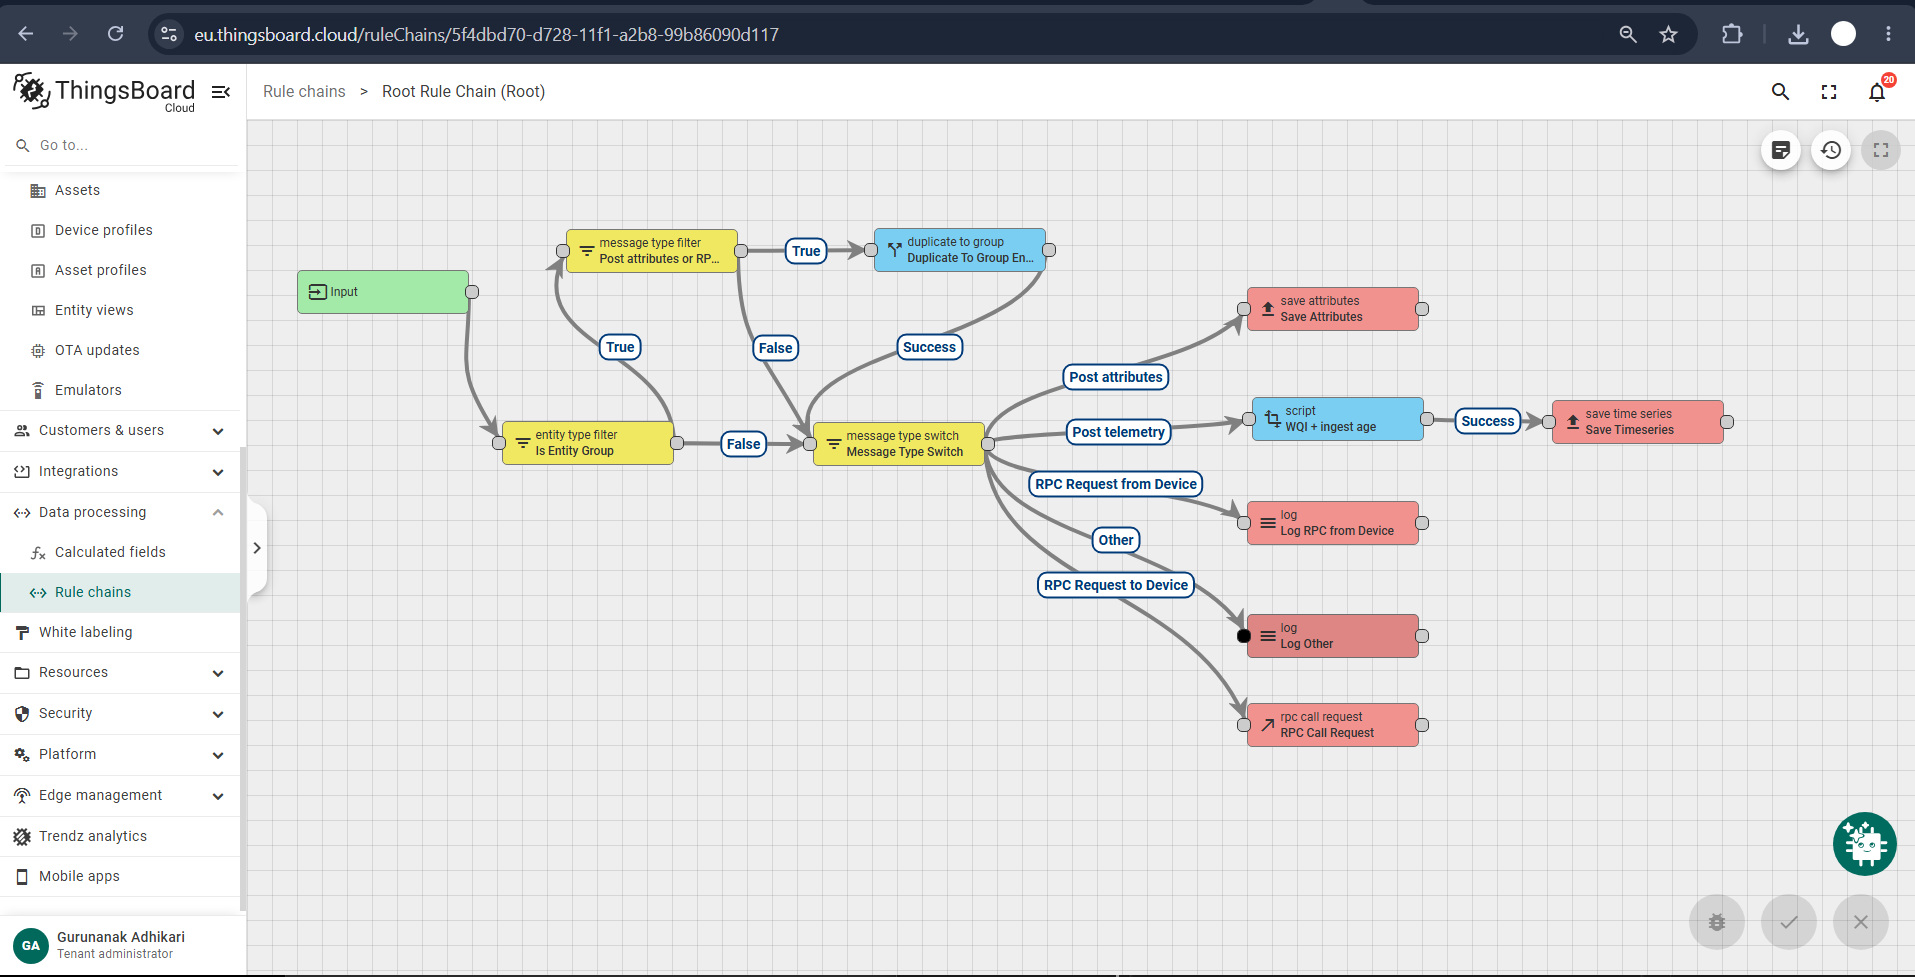 eu.thingsboard.cloud/ruleChains/5f4dbd70-d728-11f1-a2b8-99b86090d117
ThingsBoard
Cloud
Rule chains > Root Rule Chain (Root)
20
Go to...
Assets
Device profiles
Asset profiles
Entity views
OTA updates
Emulators
Customers & users
Integrations
Data processing
Calculated fields
Rule chains
White labeling
Resources
Security
Platform
Edge management
Trendz analytics
Mobile apps
GA
Gurunanak Adhikari
Tenant administrator
Input
message type filter
Post attributes or RP...
True
duplicate to group
Duplicate To Group En...
True
False
Success
entity type filter
Is Entity Group
False
message type switch
Message Type Switch
Post attributes
save attributes
Save Attributes
Post telemetry
script
WQI + ingest age
Success
save time series
Save Timeseries
RPC Request from Device
log
Log RPC from Device
Other
log
Log Other
RPC Request to Device
rpc call request
RPC Call Request